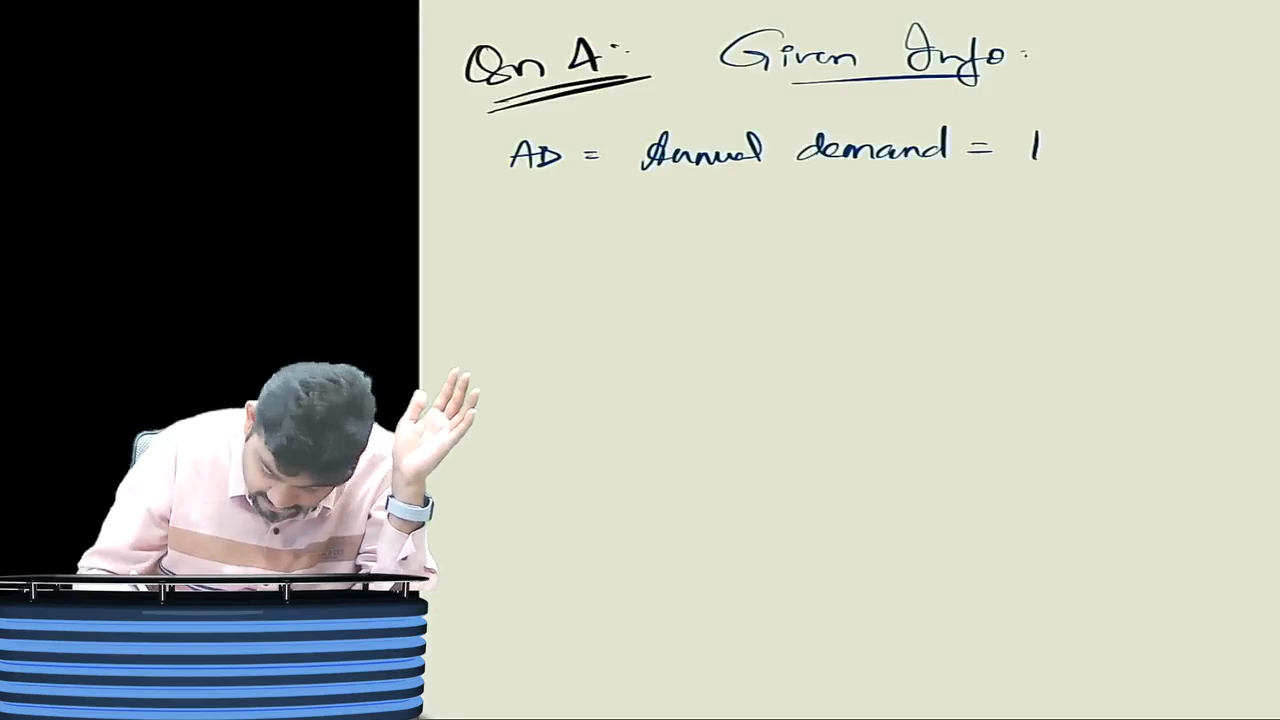 Qn 4: Given Info:
AD = Annual demand = 1